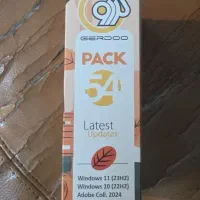 GERDOO
PACK
54
Latest
Updates
Windows 11 (23H2)
Windows 10 (22H2)
Adobe Coll. 2024